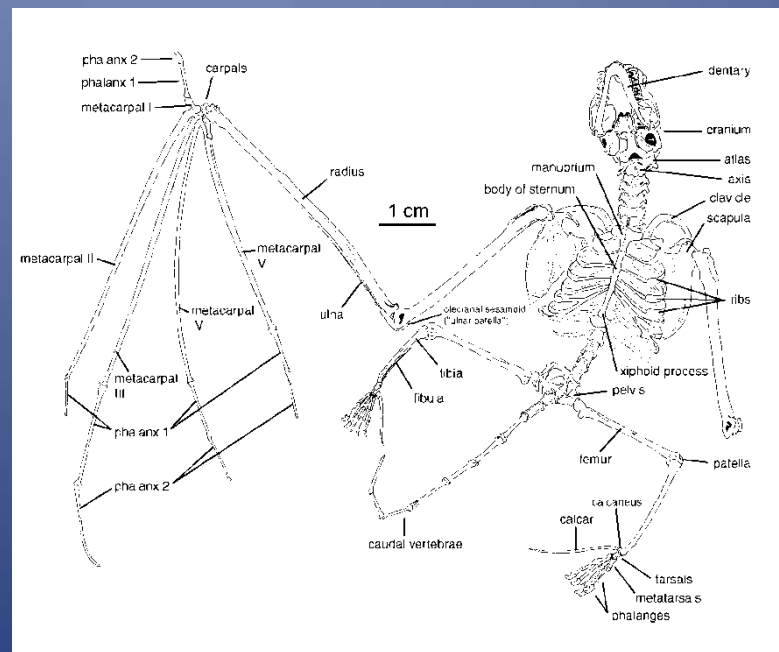 phalanx 2
phalanx 1
metacarpal I
carpals
radius
1 cm
metacarpal II
metacarpal
V
metacarpal
V
ulna
metacarpal
III
phalanx 1
phalanx 2
olecranal sesamoid
("ulnar patella")
tibia
fibula
caudal vertebrae
dentary
cranium
atlas
axis
manubrium
body of sternum
clavicle
scapula
ribs
xiphoid process
pelvis
femur
patella
calcaneus
calcar
tarsals
metatarsals
phalanges